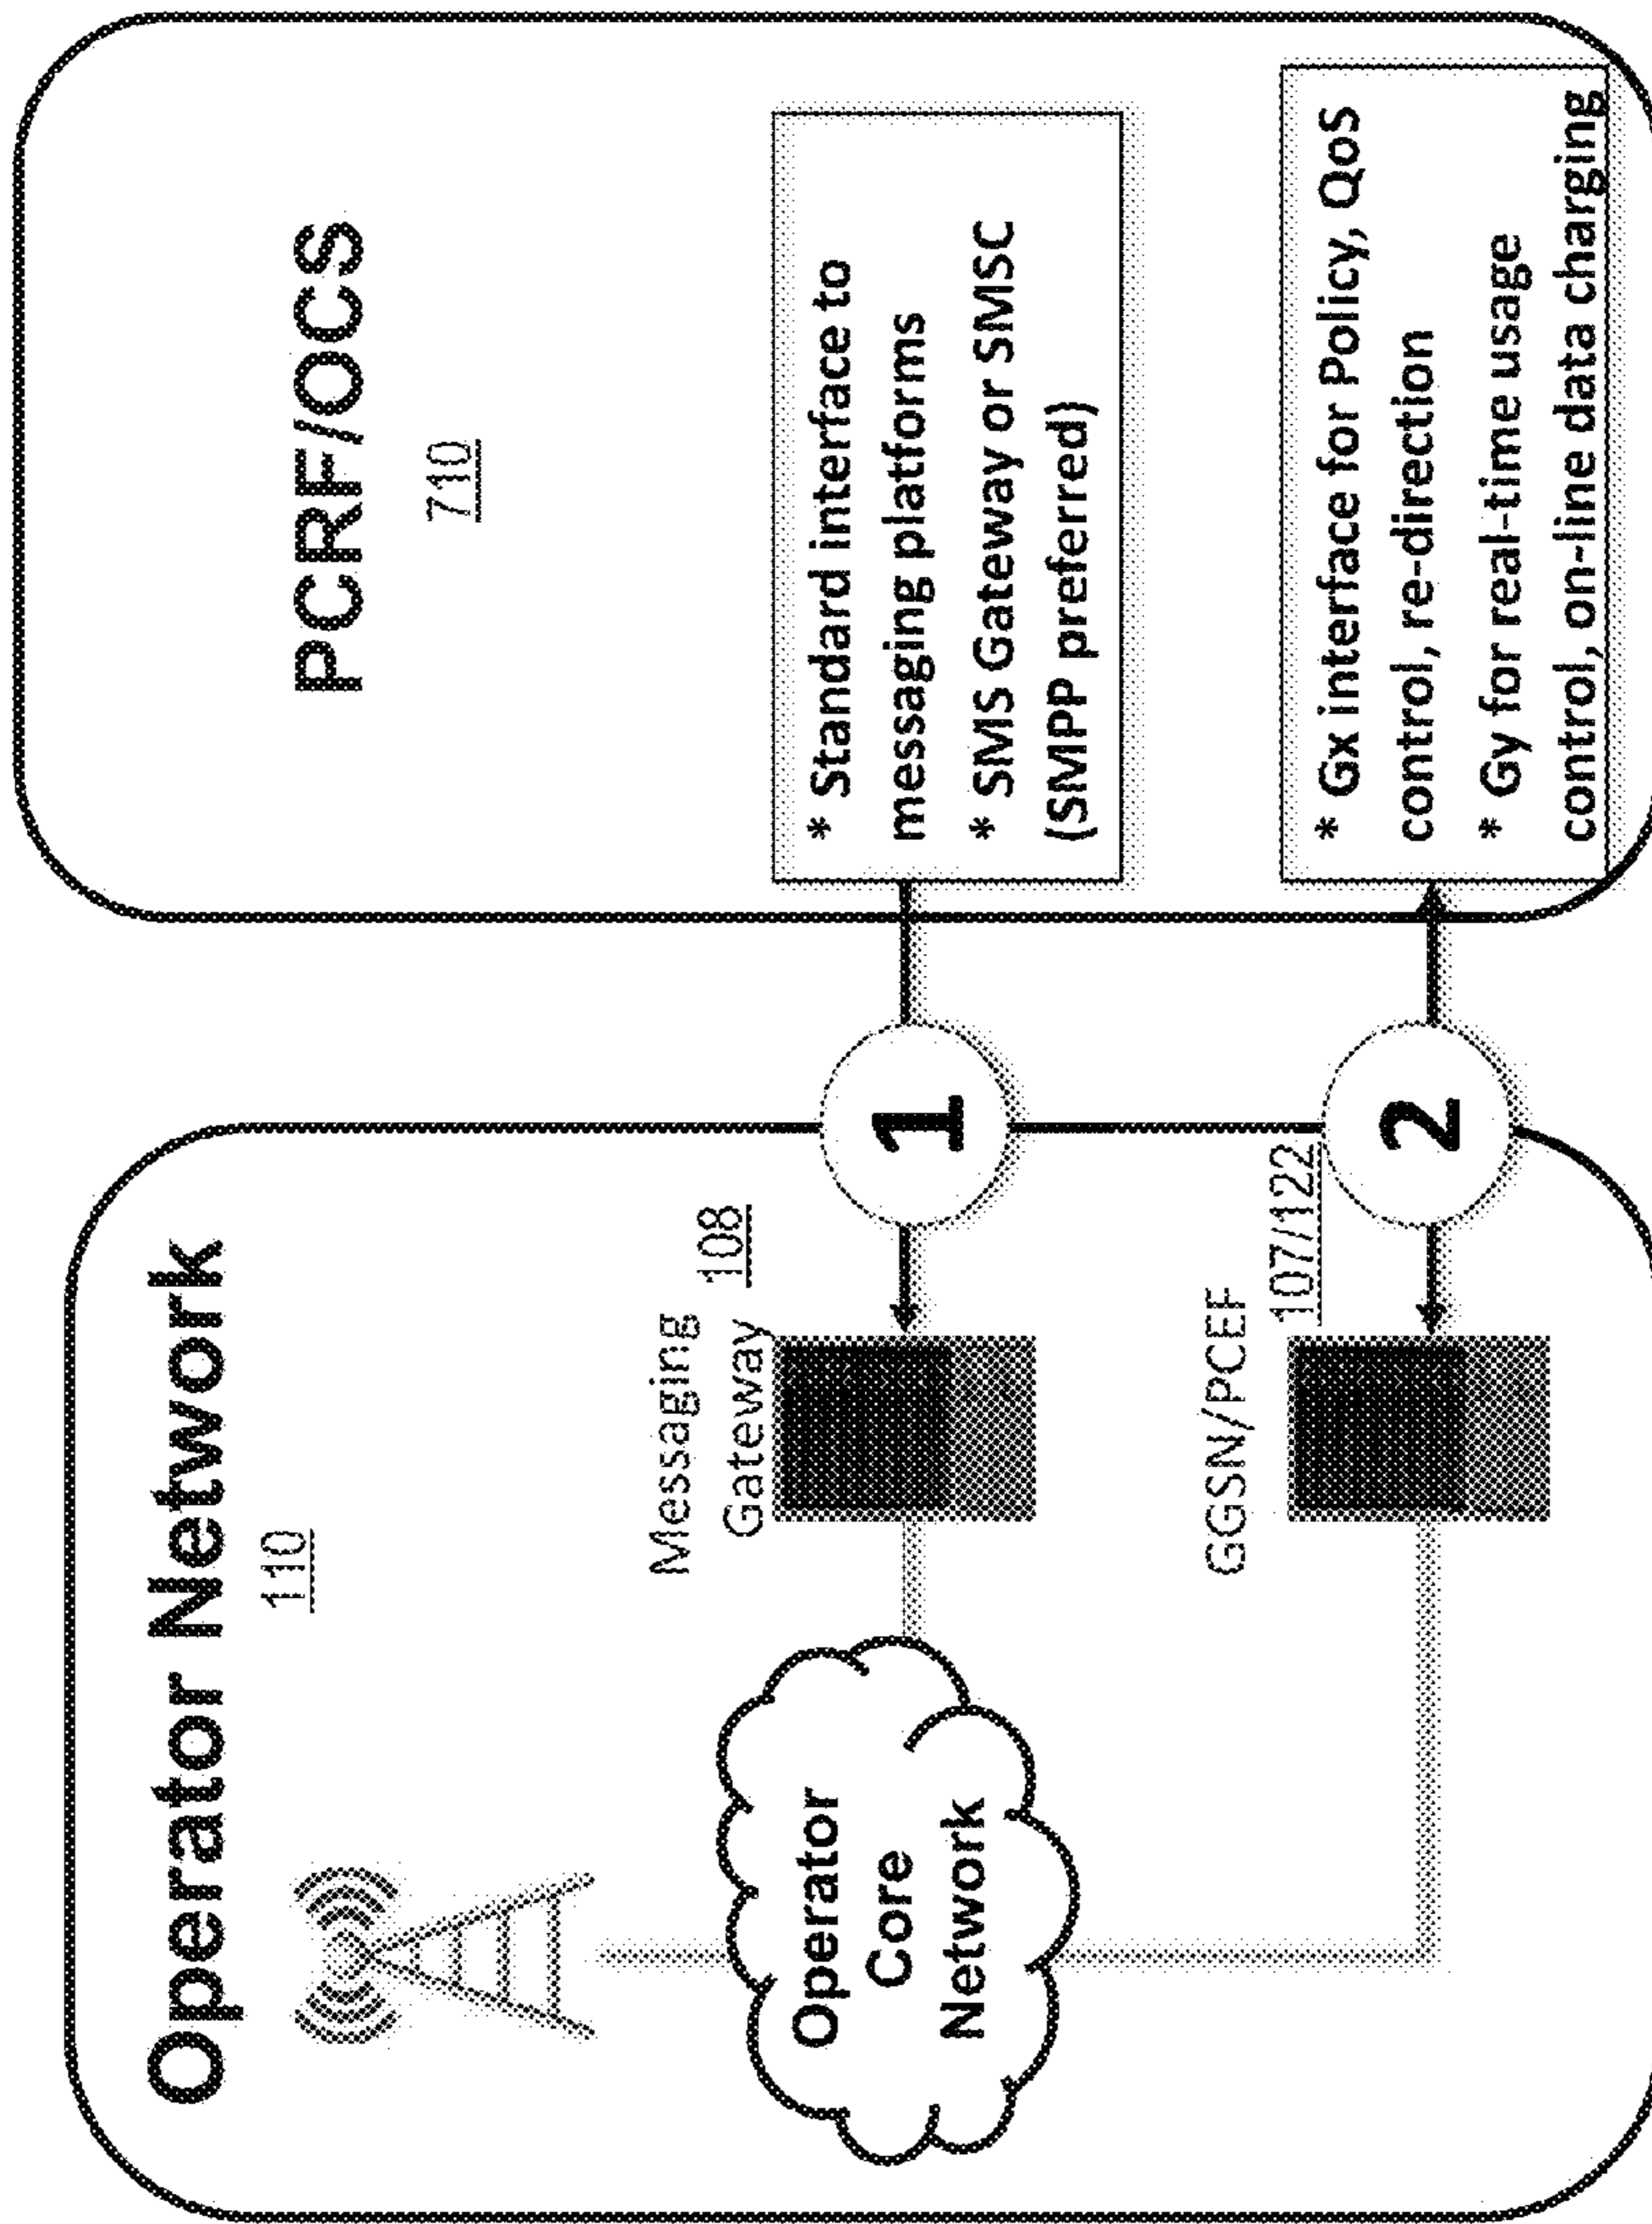 Operator Network
110
Operator
Core
Network
Messaging
Gateway
108
GGSN/PCEF
107/122
1
2
PCRF/OCS
710
* Standard interface to
messaging platforms
* SMS Gateway or SMSC
(SMPP preferred)
* Gx interface for Policy, QoS
control, re-direction
* Gy for real-time usage
control, on-line data charging